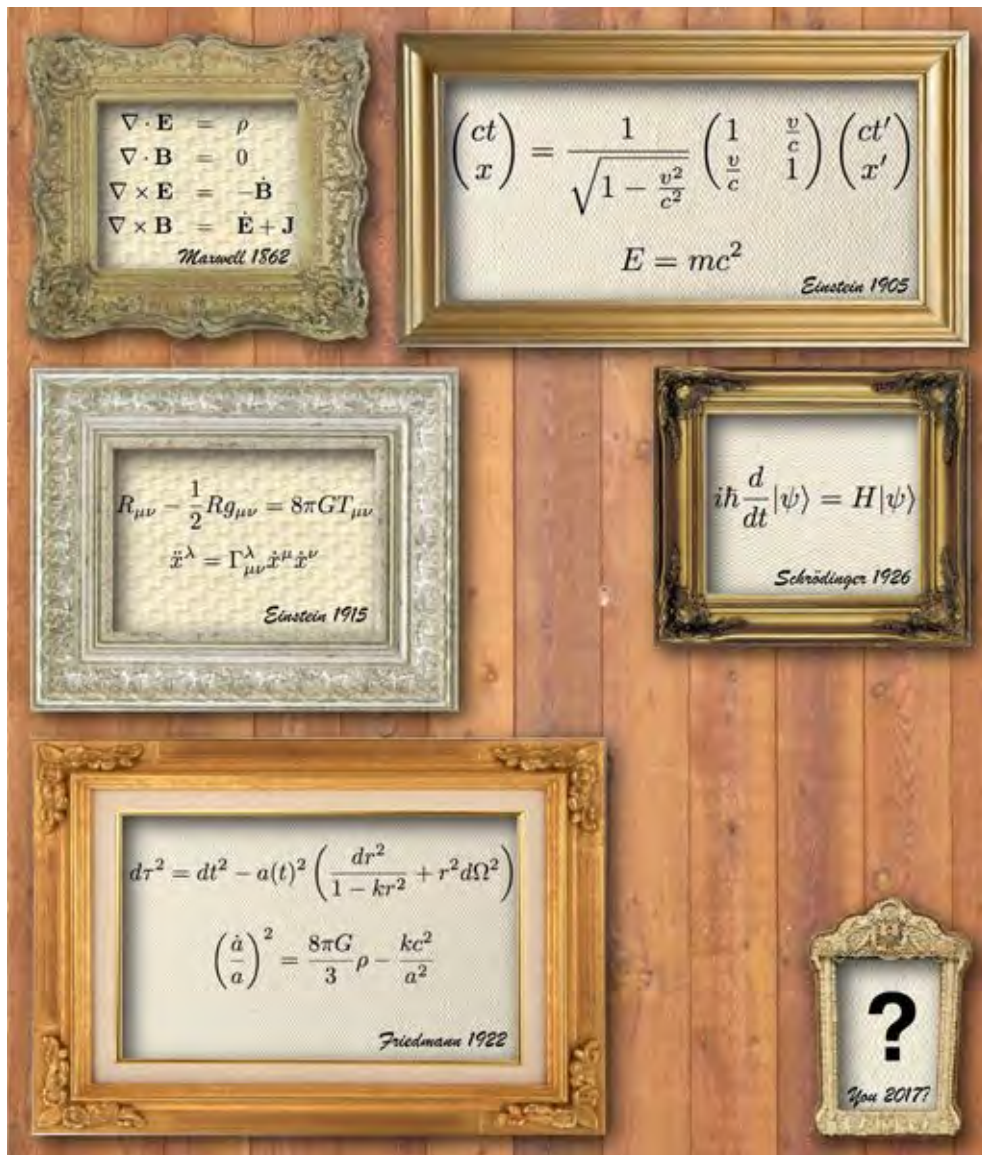 ∇ · E = ρ
∇ · B = 0
∇ × E = −Ḃ
∇ × B = Ė + J
Maxwell 1862
(ct x) = 1/√(1 − v²/c²) (1 v/c v/c 1) (ct′ x′)
E = mc²
Einstein 1905
R_μν − 1/2 Rg_μν = 8πGT_μν
ẍ^λ = Γ^λ_μν ẋ^μ ẋ^ν
Einstein 1915
iħ d/dt |ψ⟩ = H|ψ⟩
Schrödinger 1926
dτ² = dt² − a(t)² (dr²/(1 − kr²) + r²dΩ²)
(ȧ/a)² = 8πG/3 ρ − kc²/a²
Friedmann 1922
?
You 2017?